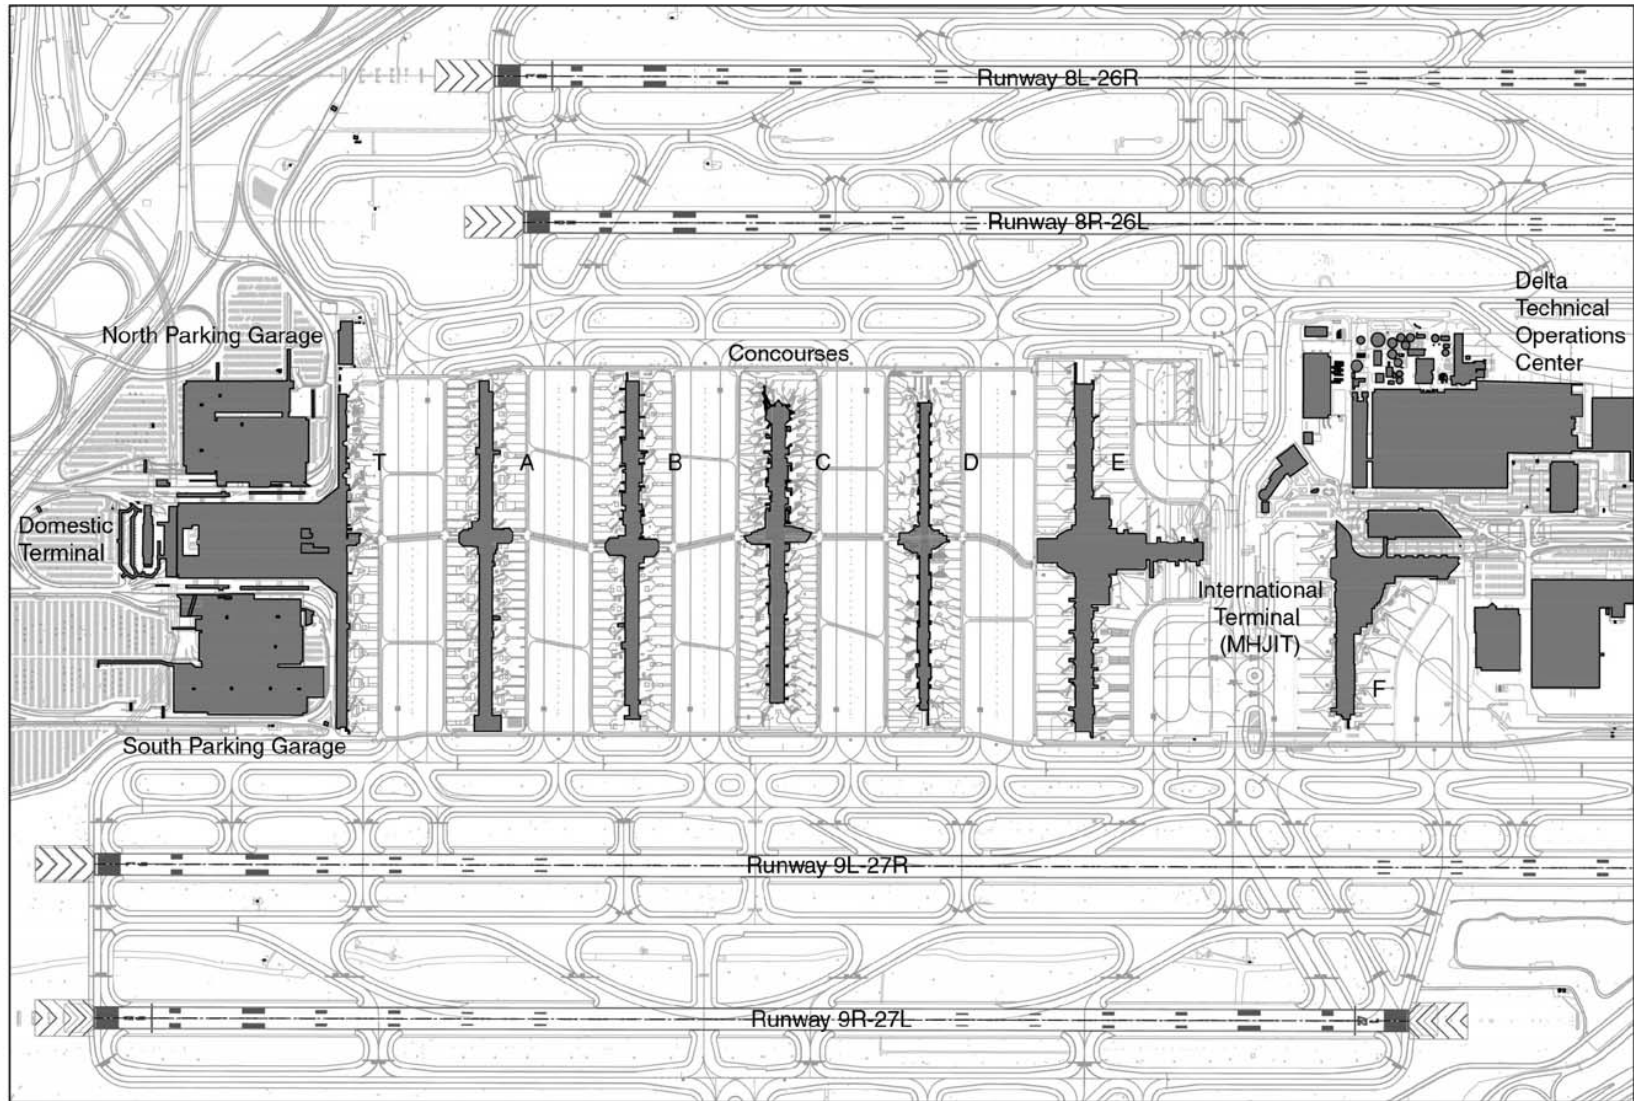 Runway 8L-26R
Runway 8R-26L
Delta
Technical
Operations
Center
North Parking Garage
Concourses
T
A
B
C
D
E
Domestic
Terminal
International
Terminal
(MHJIT)
F
South Parking Garage
Runway 9L-27R
Runway 9R-27L